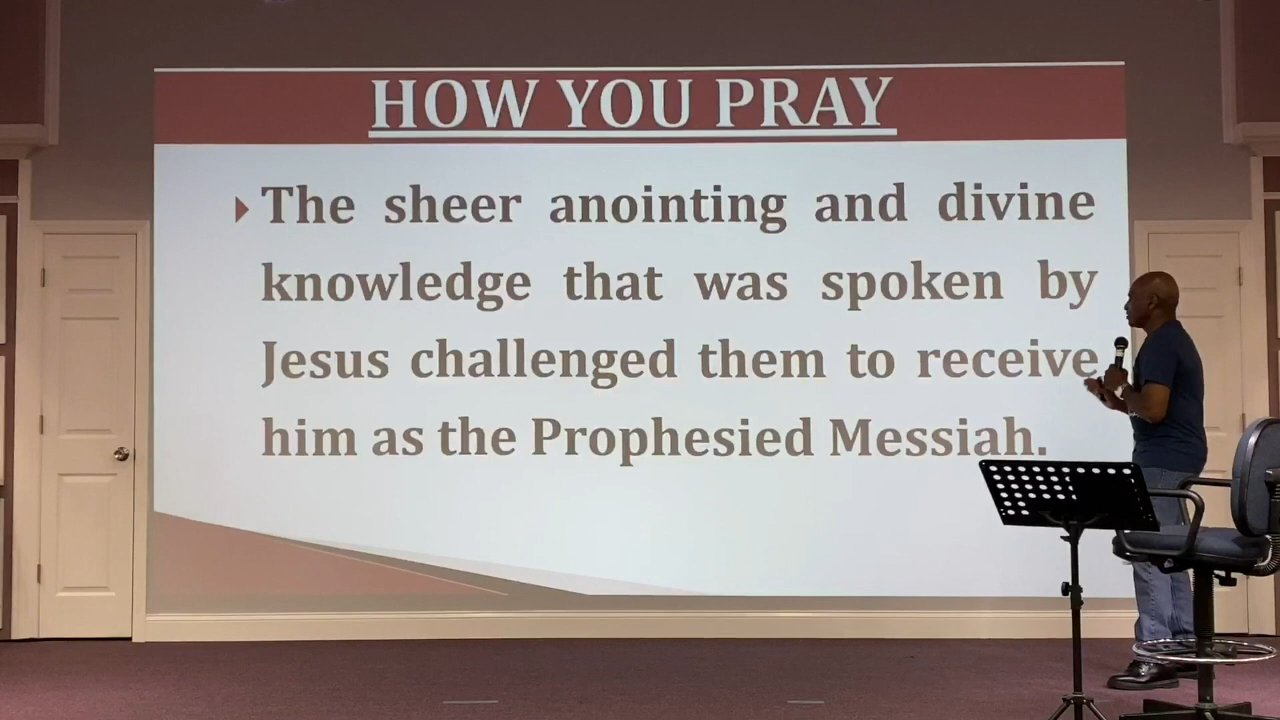 HOW YOU PRAY
The sheer anointing and divine
knowledge that was spoken by
Jesus challenged them to receive
him as the Prophesied Messiah.